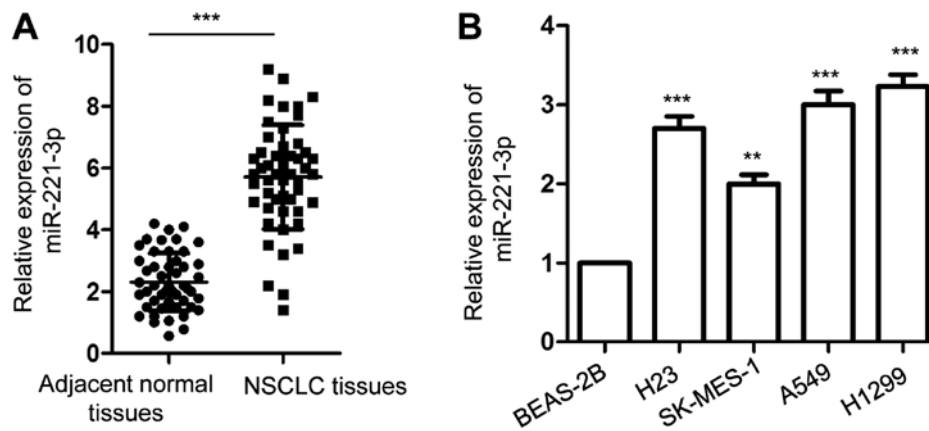 A
***
Relative expression of
miR-221-3p
10
8
6
4
2
0
Adjacent normal
tissues
NSCLC tissues
B
Relative expression of
miR-221-3p
4
3
2
1
0
***
**
***
***
BEAS-2B
H23
SK-MES-1
A549
H1299